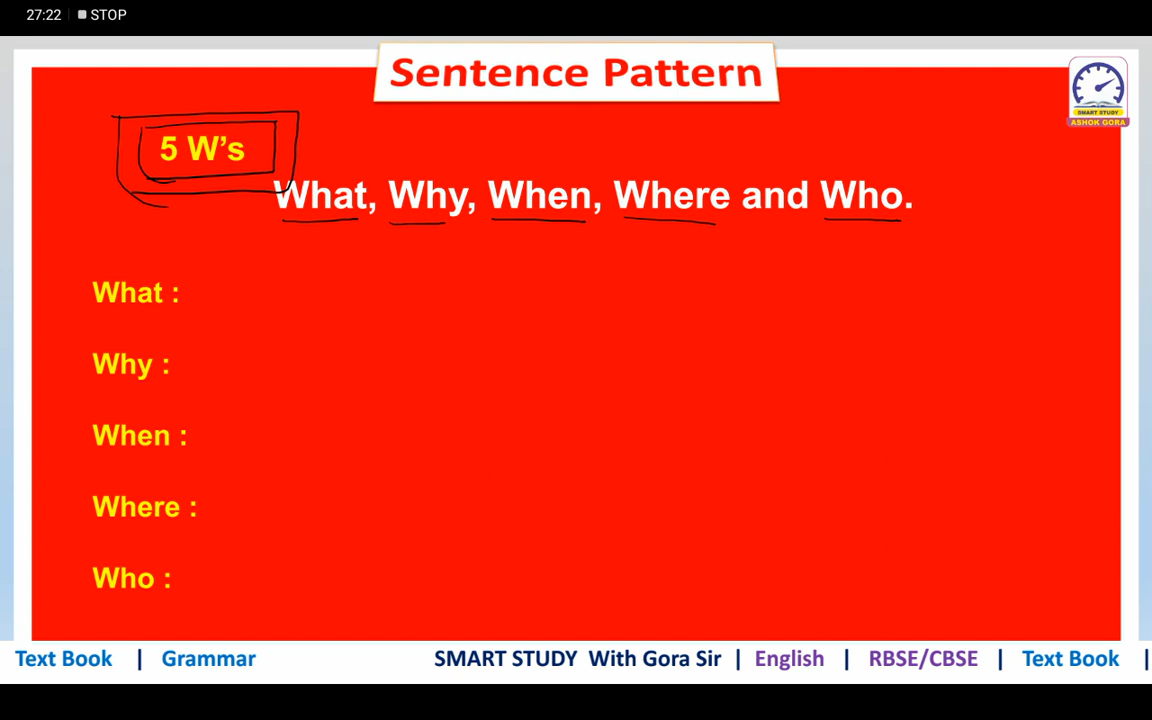 27:22 STOP
Sentence Pattern
SMART STUDY
ASHOK GORA
5 W’s
What, Why, When, Where and Who.
What :
Why :
When :
Where :
Who :
Text Book | Grammar SMART STUDY With Gora Sir | English | RBSE/CBSE | Text Book |